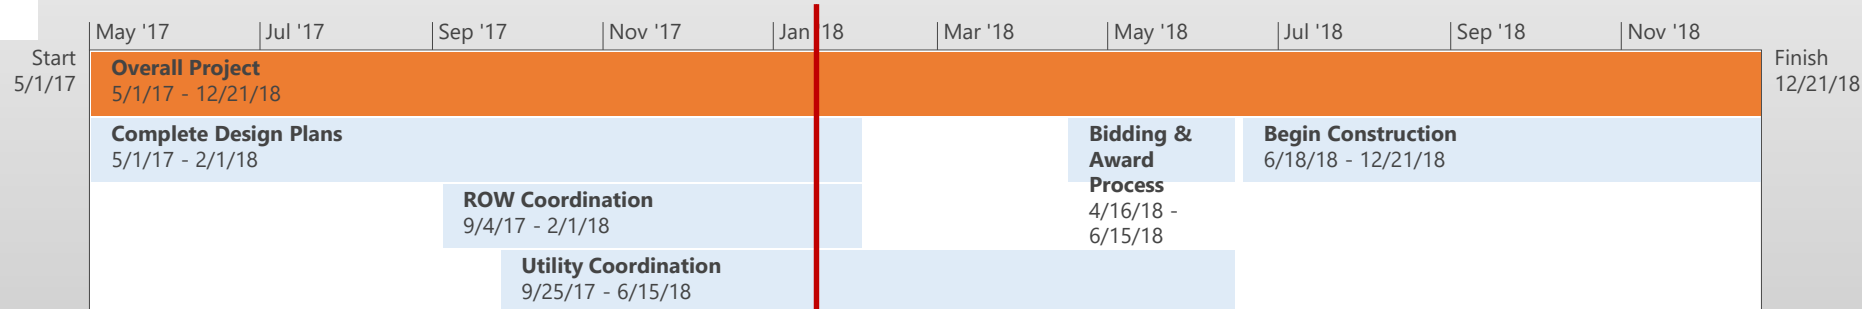 May '17 Jul '17 Sep '17 Nov '17 Jan '18 Mar '18 May '18 Jul '18 Sep '18 Nov '18
Start
5/1/17
Finish
12/21/18
Overall Project
5/1/17 - 12/21/18
Complete Design Plans
5/1/17 - 2/1/18
Bidding &
Award
Process
4/16/18 -
6/15/18
Begin Construction
6/18/18 - 12/21/18
ROW Coordination
9/4/17 - 2/1/18
Utility Coordination
9/25/17 - 6/15/18